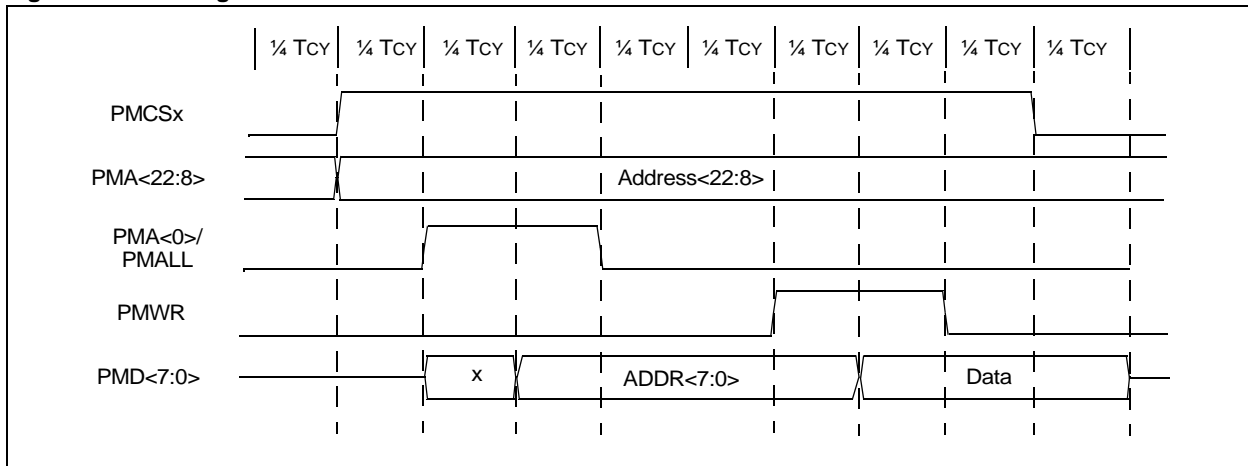 ¼ TCY ¼ TCY ¼ TCY ¼ TCY ¼ TCY ¼ TCY ¼ TCY ¼ TCY ¼ TCY ¼ TCY
PMCSx
PMA<22:8> Address<22:8>
PMA<0>/
PMALL
PMWR
PMD<7:0> x ADDR<7:0> Data